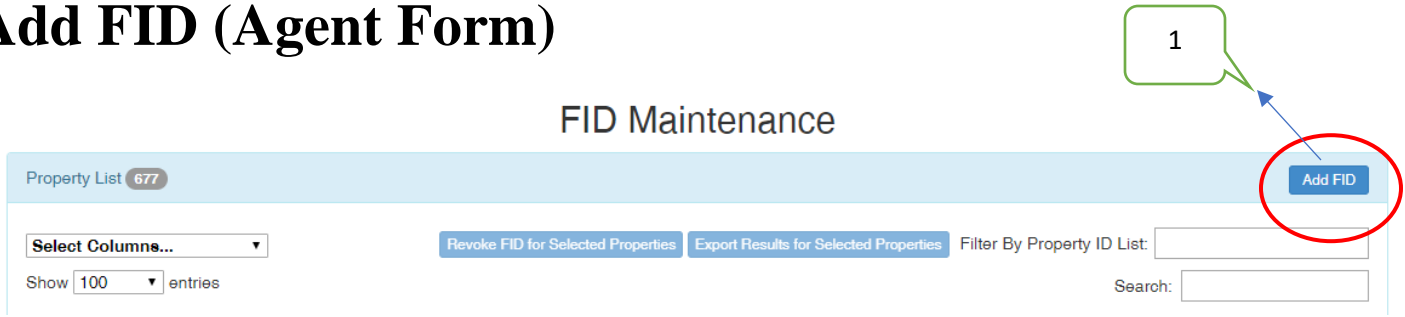 Add FID (Agent Form)
1
FID Maintenance
Property List 677
Add FID
Select Columns...
Revoke FID for Selected Properties
Export Results for Selected Properties
Filter By Property ID List:
Show 100 entries
Search: